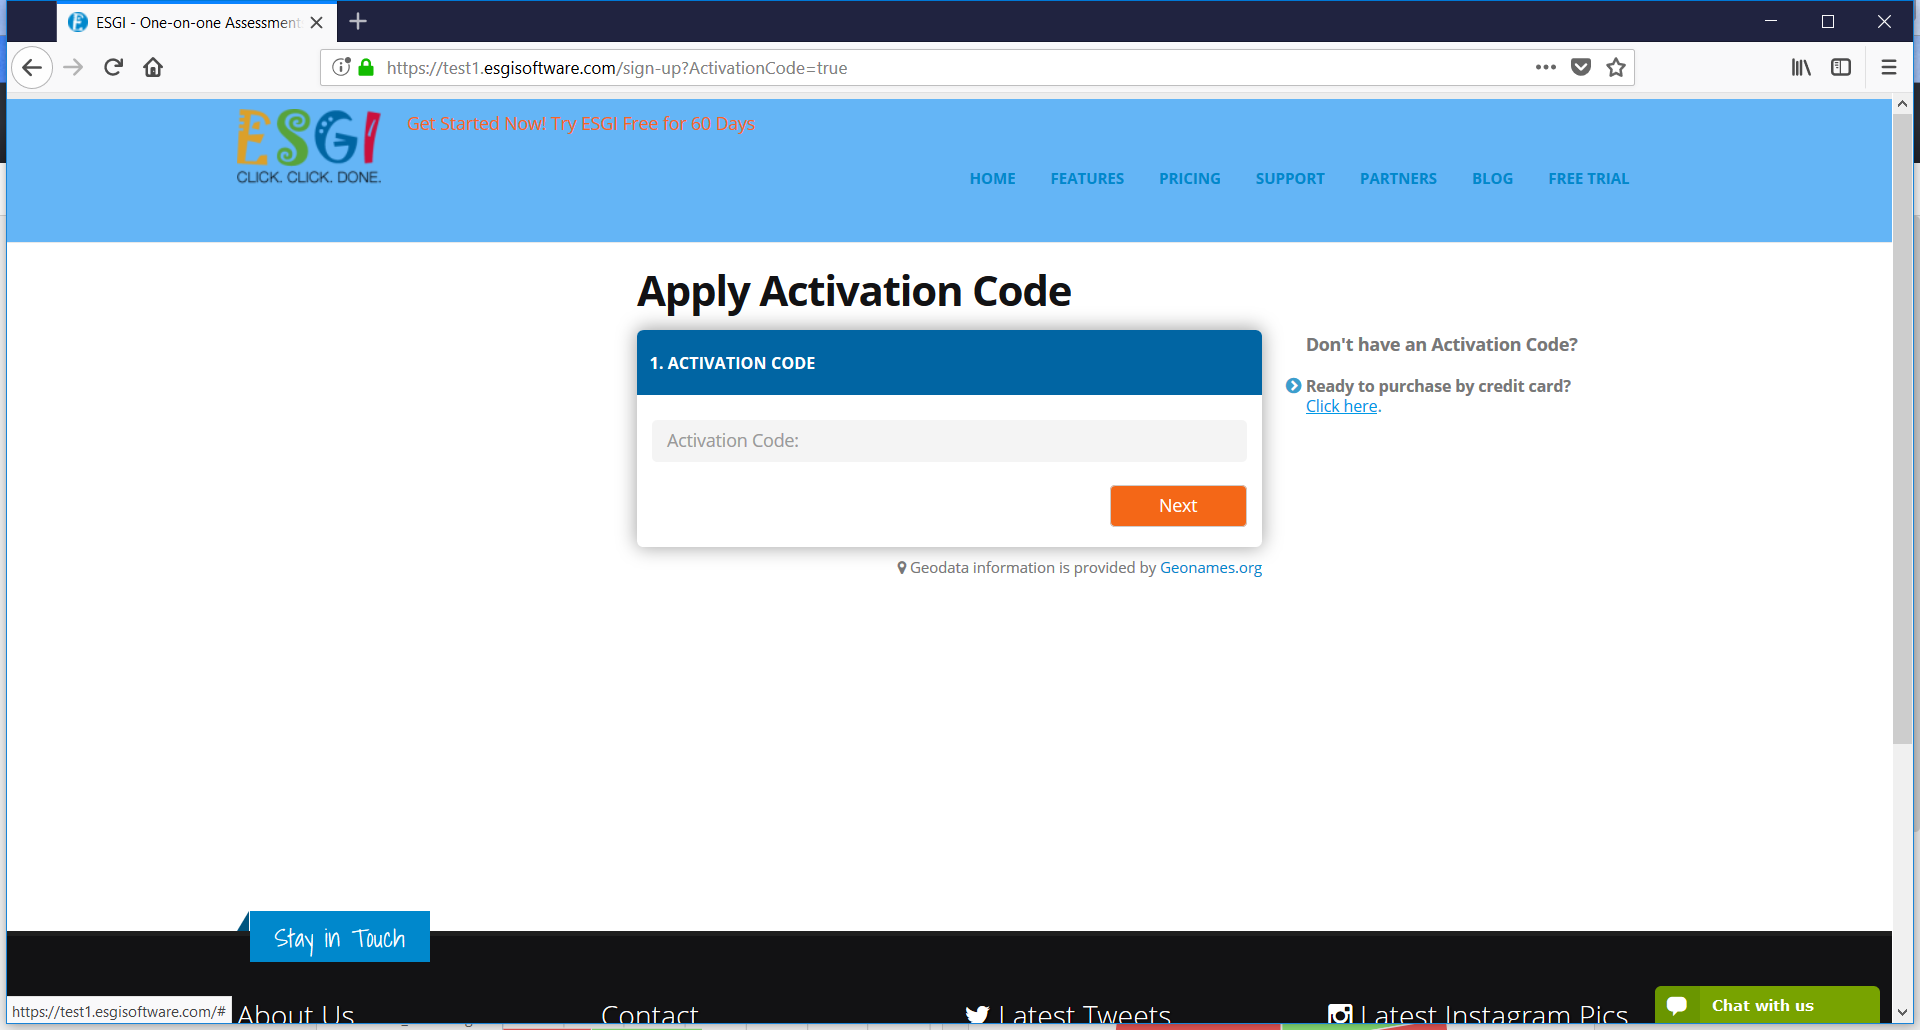 ESGI - One-on-one Assessment
https://test1.esgisoftware.com/sign-up?ActivationCode=true
ESGI
CLICK. CLICK. DONE.
Get Started Now! Try ESGI Free for 60 Days
HOME FEATURES PRICING SUPPORT PARTNERS BLOG FREE TRIAL
Apply Activation Code
1. ACTIVATION CODE
Activation Code:
Next
Geodata information is provided by Geonames.org
Don't have an Activation Code?
Ready to purchase by credit card?
Click here.
Stay in Touch
About Us Contact Latest Tweets Latest Instagram Pics
Chat with us
https://test1.esgisoftware.com/#